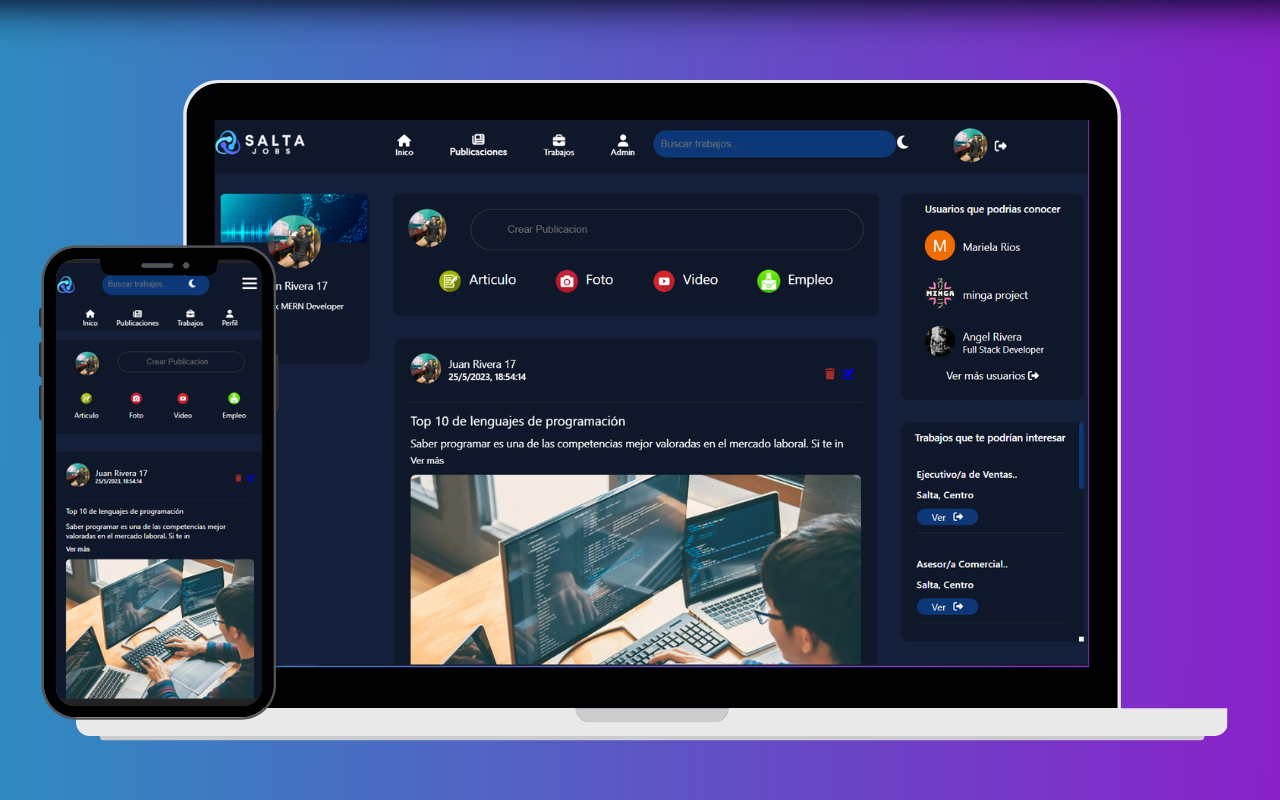 SALTA
JOBS
Inico
Publicaciones
Trabajos
Admin
Buscar trabajos...
n Rivera 17
k MERN Developer
Crear Publicacion
Articulo
Foto
Video
Empleo
Juan Rivera 17
25/5/2023, 18:54:14
Top 10 de lenguajes de programación
Saber programar es una de las competencias mejor valoradas en el mercado laboral. Si te in
Ver más
Usuarios que podrias conocer
M
Mariela Rios
MINGA
minga project
Angel Rivera
Full Stack Developer
Ver más usuarios
Trabajos que te podrían interesar
Ejecutivo/a de Ventas..
Salta, Centro
Ver
Asesor/a Comercial..
Salta, Centro
Ver
Buscar trabajos..
Inico
Publicaciones
Trabajos
Perfil
Crear Publicacion
Articulo
Foto
Video
Empleo
Juan Rivera 17
25/5/2023, 18:54:14
Top 10 de lenguajes de programación
Saber programar es una de las competencias mejor
valoradas en el mercado laboral. Si te in
Ver más